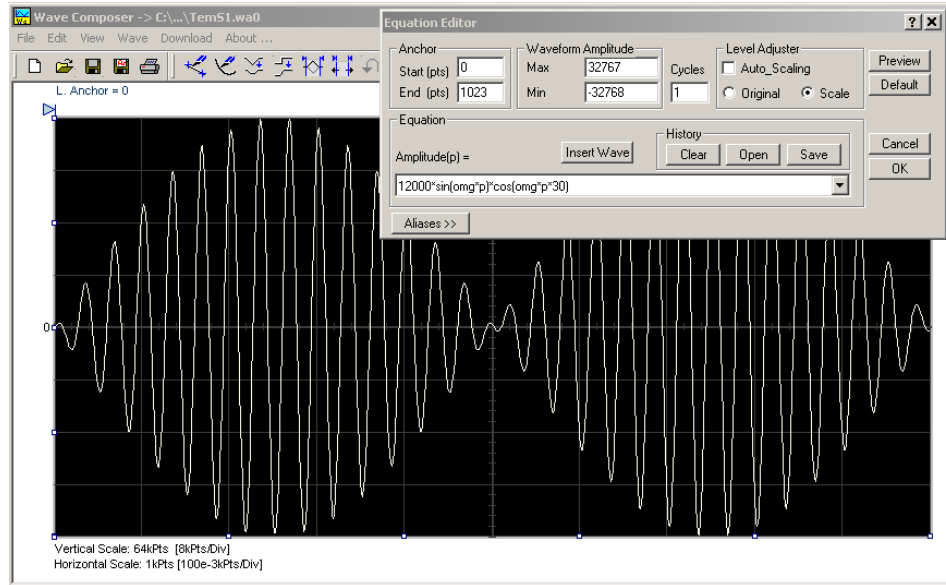 Wave Composer -> C:\...\Tem51.wa0
File Edit View Wave Download About ...
L. Anchor = 0
Equation Editor
Anchor
Start (pts) 0
End (pts) 1023
Waveform Amplitude
Max 32767
Min -32768
Cycles
1
Level Adjuster
Auto_Scaling
Original Scale
Preview
Default
Equation
Amplitude(p) =
Insert Wave
History
Clear Open Save
12000*sin(omg*p)*cos(omg*p*30)
Cancel
OK
Aliases >>
0
Vertical Scale: 64kPts [8kPts/Div]
Horizontal Scale: 1kPts [100e-3kPts/Div]